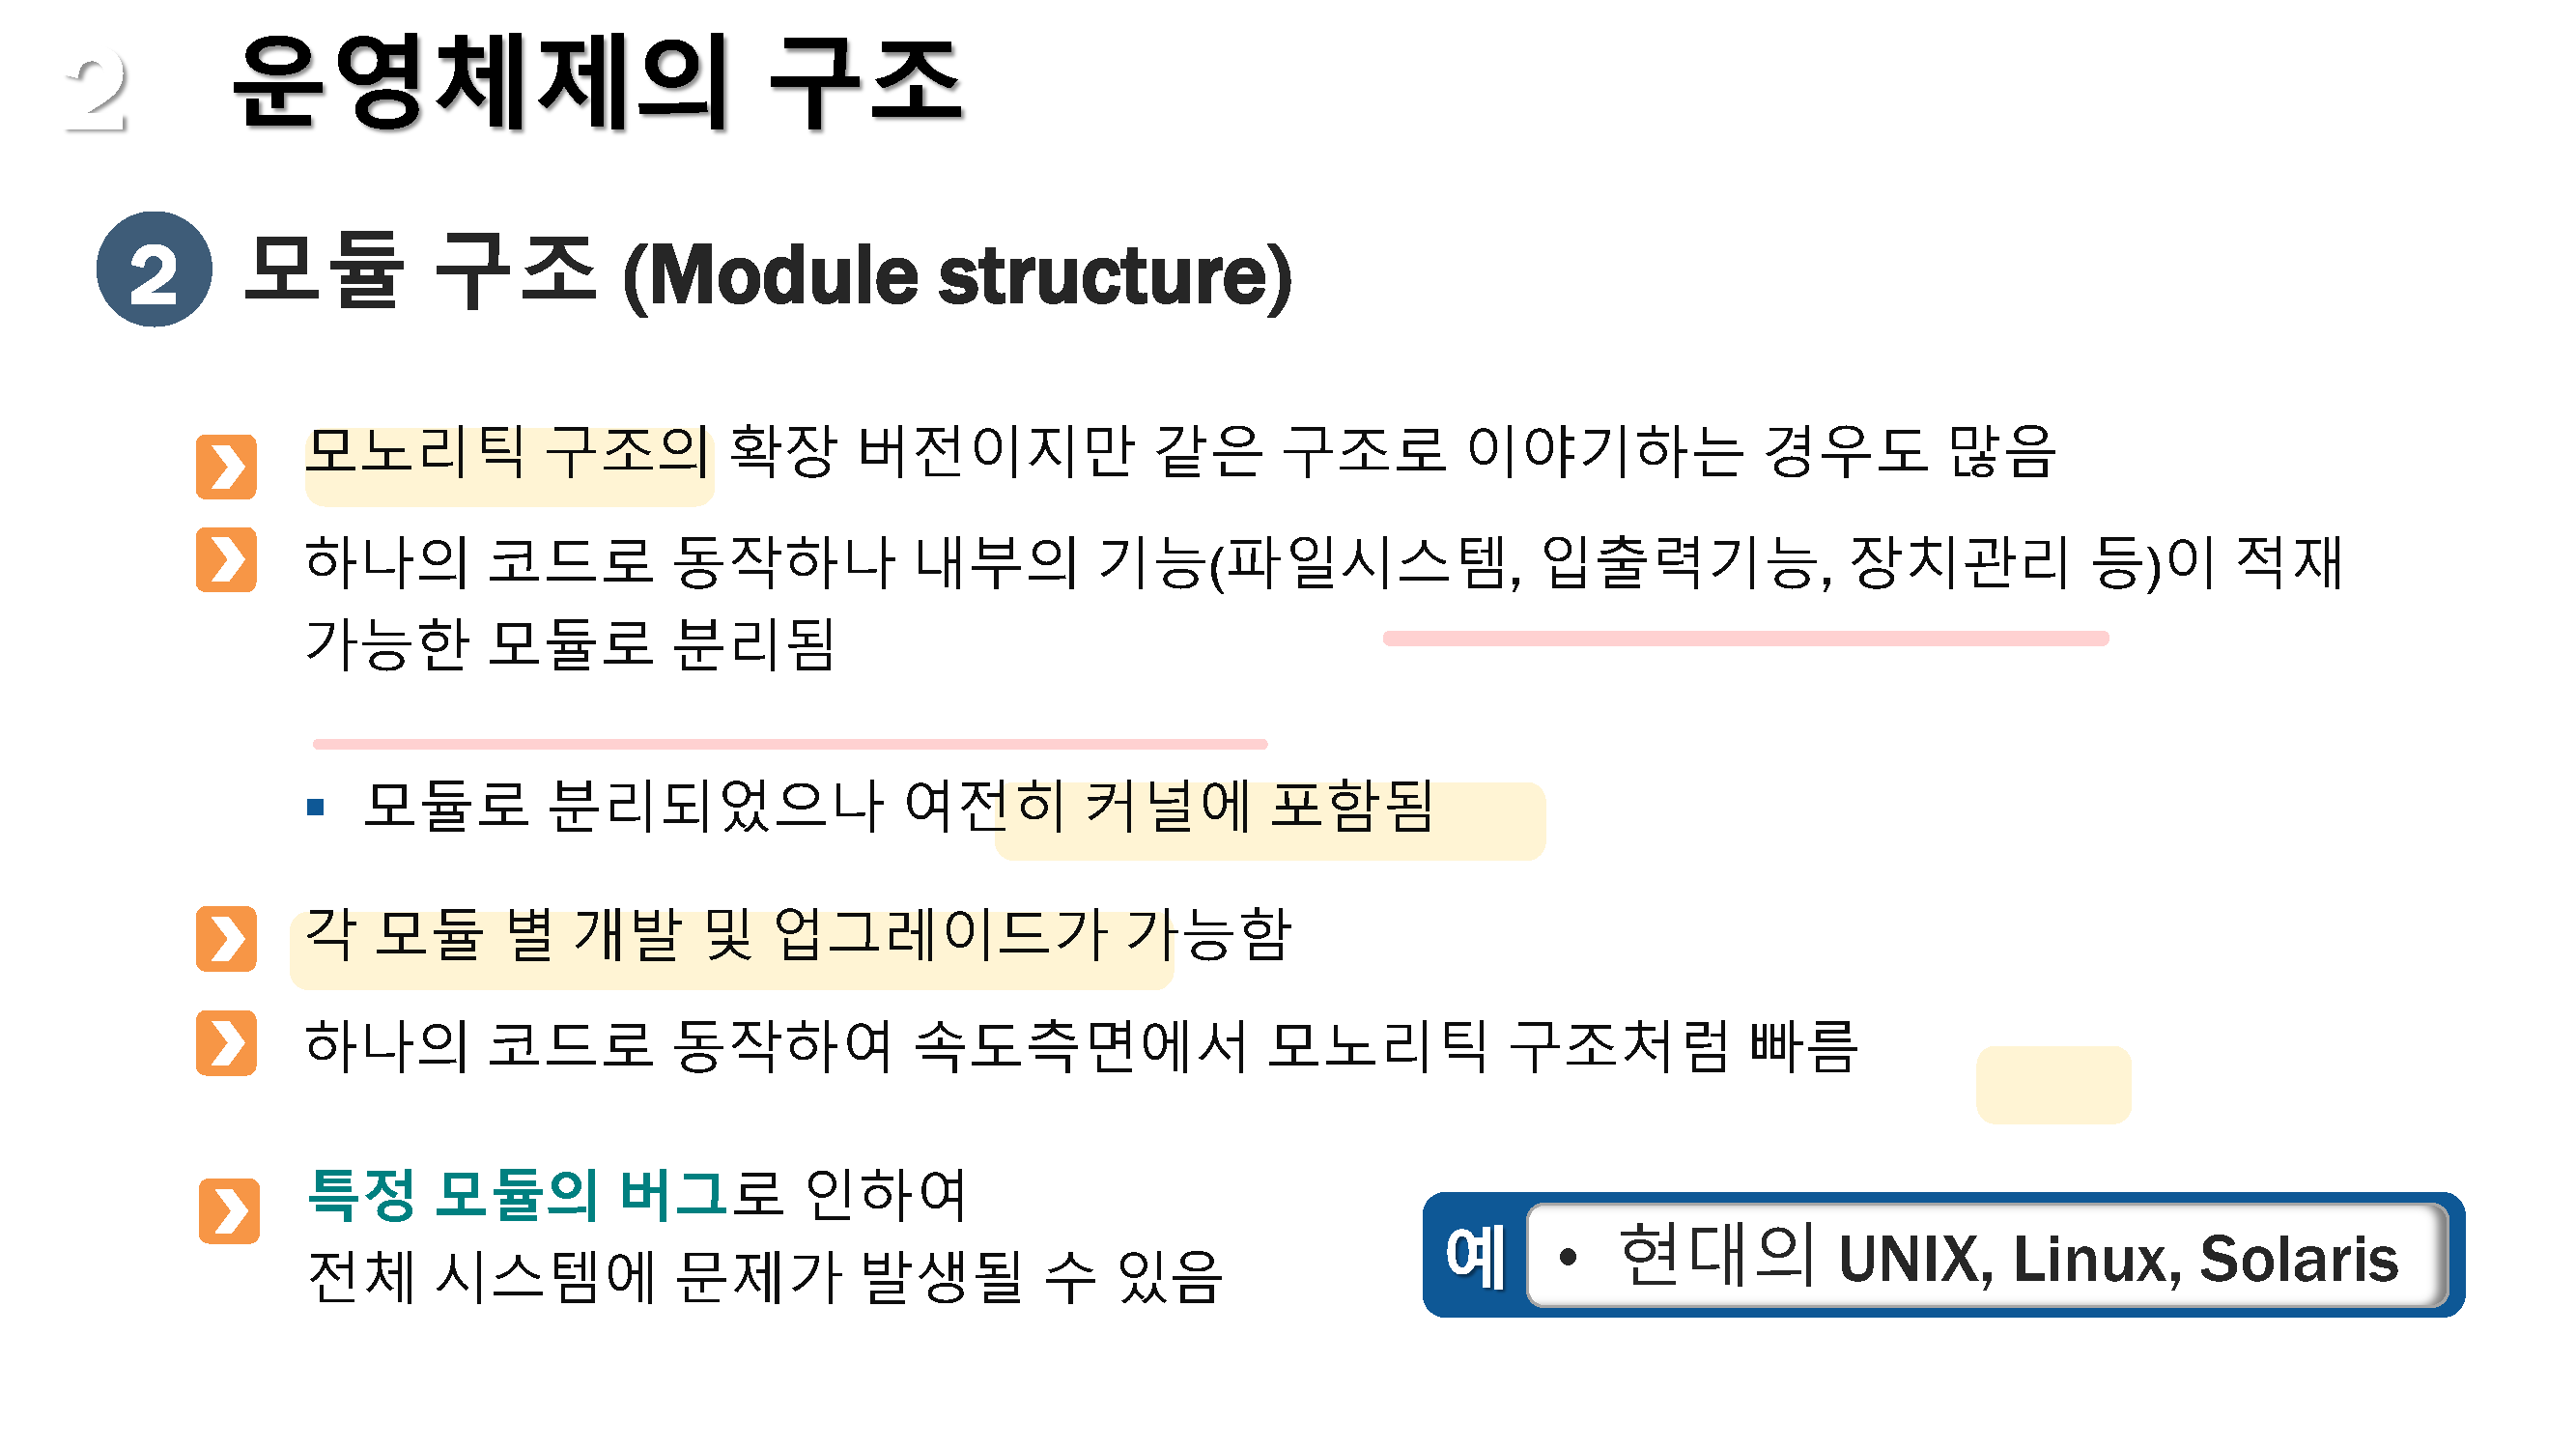 2 운영체제의 구조
2 모듈 구조 (Module structure)
모노리틱 구조의 확장 버전이지만 같은 구조로 이야기하는 경우도 많음
하나의 코드로 동작하나 내부의 기능(파일시스템, 입출력기능, 장치관리 등)이 적재
가능한 모듈로 분리됨
▪ 모듈로 분리되었으나 여전히 커널에 포함됨
각 모듈 별 개발 및 업그레이드가 가능함
하나의 코드로 동작하여 속도측면에서 모노리틱 구조처럼 빠름
특정 모듈의 버그로 인하여
전체 시스템에 문제가 발생될 수 있음
예 • 현대의 UNIX, Linux, Solaris